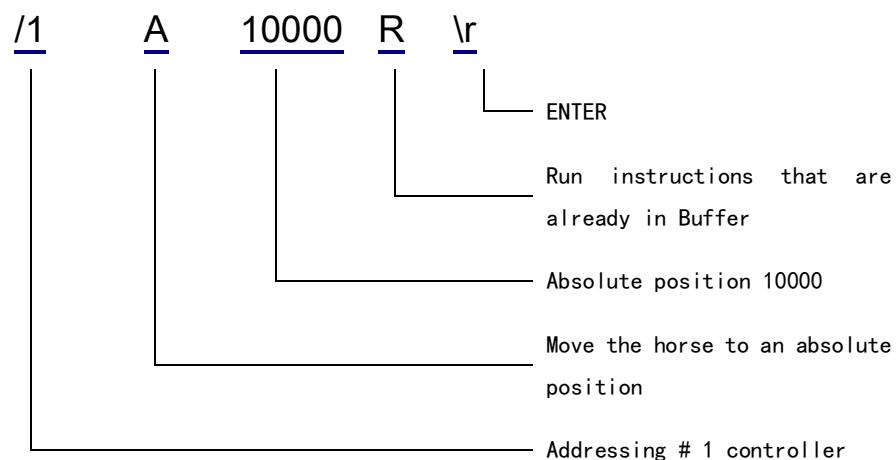 /1 A 10000 R \r
ENTER
Run instructions that are
already in Buffer
Absolute position 10000
Move the horse to an absolute
position
Addressing # 1 controller